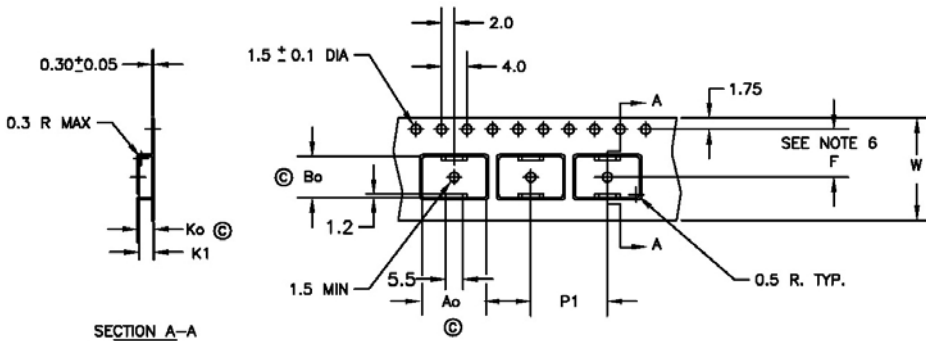 2.0
1.5 ± 0.1 DIA
4.0
0.30±0.05
A
1.75
0.3 R MAX
SEE NOTE 6
F
W
Ⓒ Bo
1.2
Ko Ⓒ
K1
A
5.5
1.5 MIN
Ao
P1
0.5 R. TYP.
Ⓒ
SECTION A-A